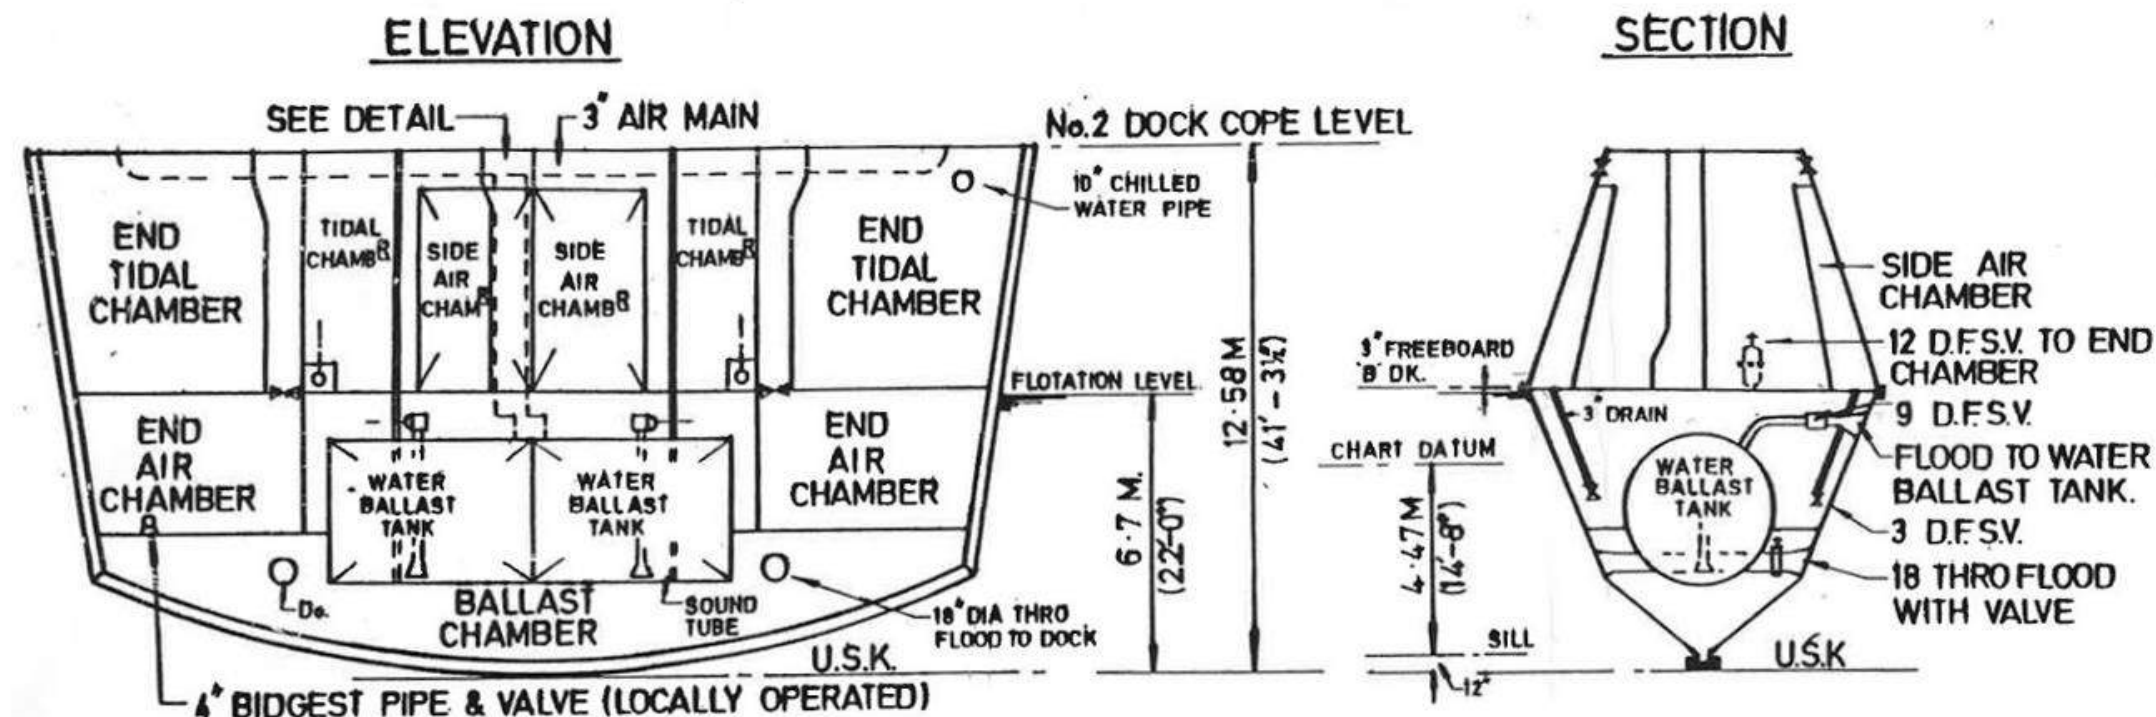 ELEVATION
SECTION
SEE DETAIL
3" AIR MAIN
No.2 DOCK COPE LEVEL
10" CHILLED
WATER PIPE
END
TIDAL
CHAMBER
TIDAL
CHAMBR
SIDE
AIR
CHAMR
SIDE
AIR
CHAMBR
TIDAL
CHAMBR
END
TIDAL
CHAMBER
SIDE AIR
CHAMBER
3" FREEBOARD
'B' DK.
12 D.F.S.V. TO END
CHAMBER
FLOTATION LEVEL
12·58M
(41'-3½")
3" DRAIN
9 D.F.S.V.
END
AIR
CHAMBER
WATER
BALLAST
TANK
WATER
BALLAST
TANK
END
AIR
CHAMBER
CHART DATUM
WATER
BALLAST
TANK
FLOOD TO WATER
BALLAST TANK.
6·7 M.
(22'-0")
4·47M
(14'-8")
3 D.F.S.V.
Do.
BALLAST
CHAMBER
SOUND
TUBE
18" DIA THRO
FLOOD TO DOCK
18 THRO FLOOD
WITH VALVE
SILL
U.S.K.
U.S.K
12"
4" BIDGEST PIPE & VALVE (LOCALLY OPERATED)